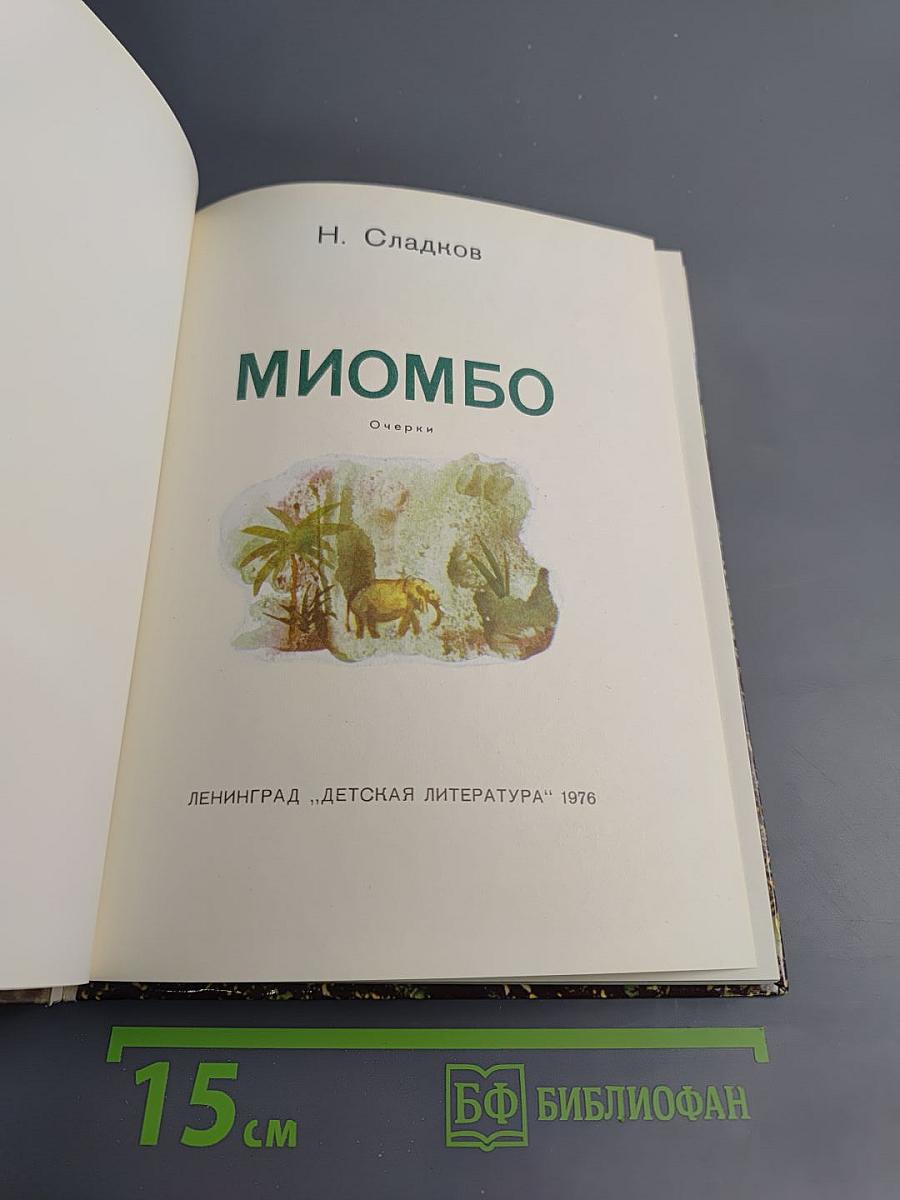 Н. Сладков
МИОМБО
Очерки
ЛЕНИНГРАД „ДЕТСКАЯ ЛИТЕРАТУРА“ 1976
15 см
БФ БИБЛИОФАН